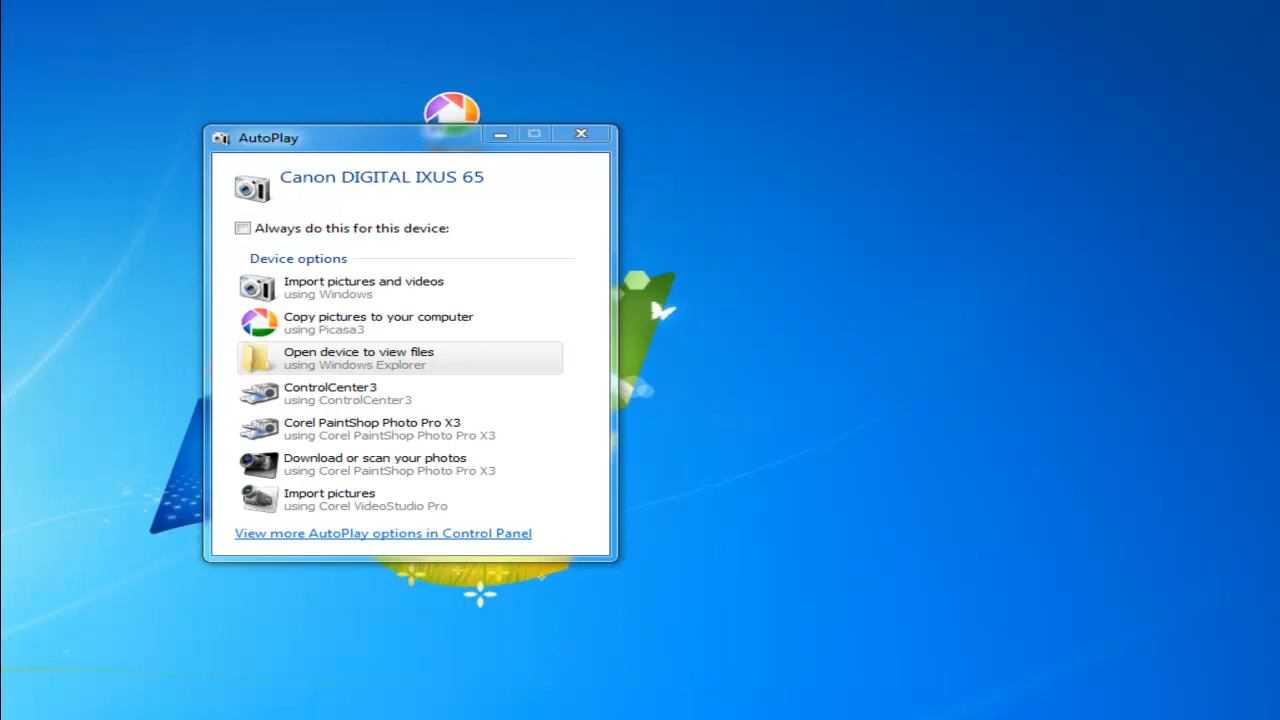 AutoPlay
Canon DIGITAL IXUS 65
Always do this for this device:
Device options
Import pictures and videos
using Windows
Copy pictures to your computer
using Picasa3
Open device to view files
using Windows Explorer
ControlCenter3
using ControlCenter3
Corel PaintShop Photo Pro X3
using Corel PaintShop Photo Pro X3
Download or scan your photos
using Corel PaintShop Photo Pro X3
Import pictures
using Corel VideoStudio Pro
View more AutoPlay options in Control Panel